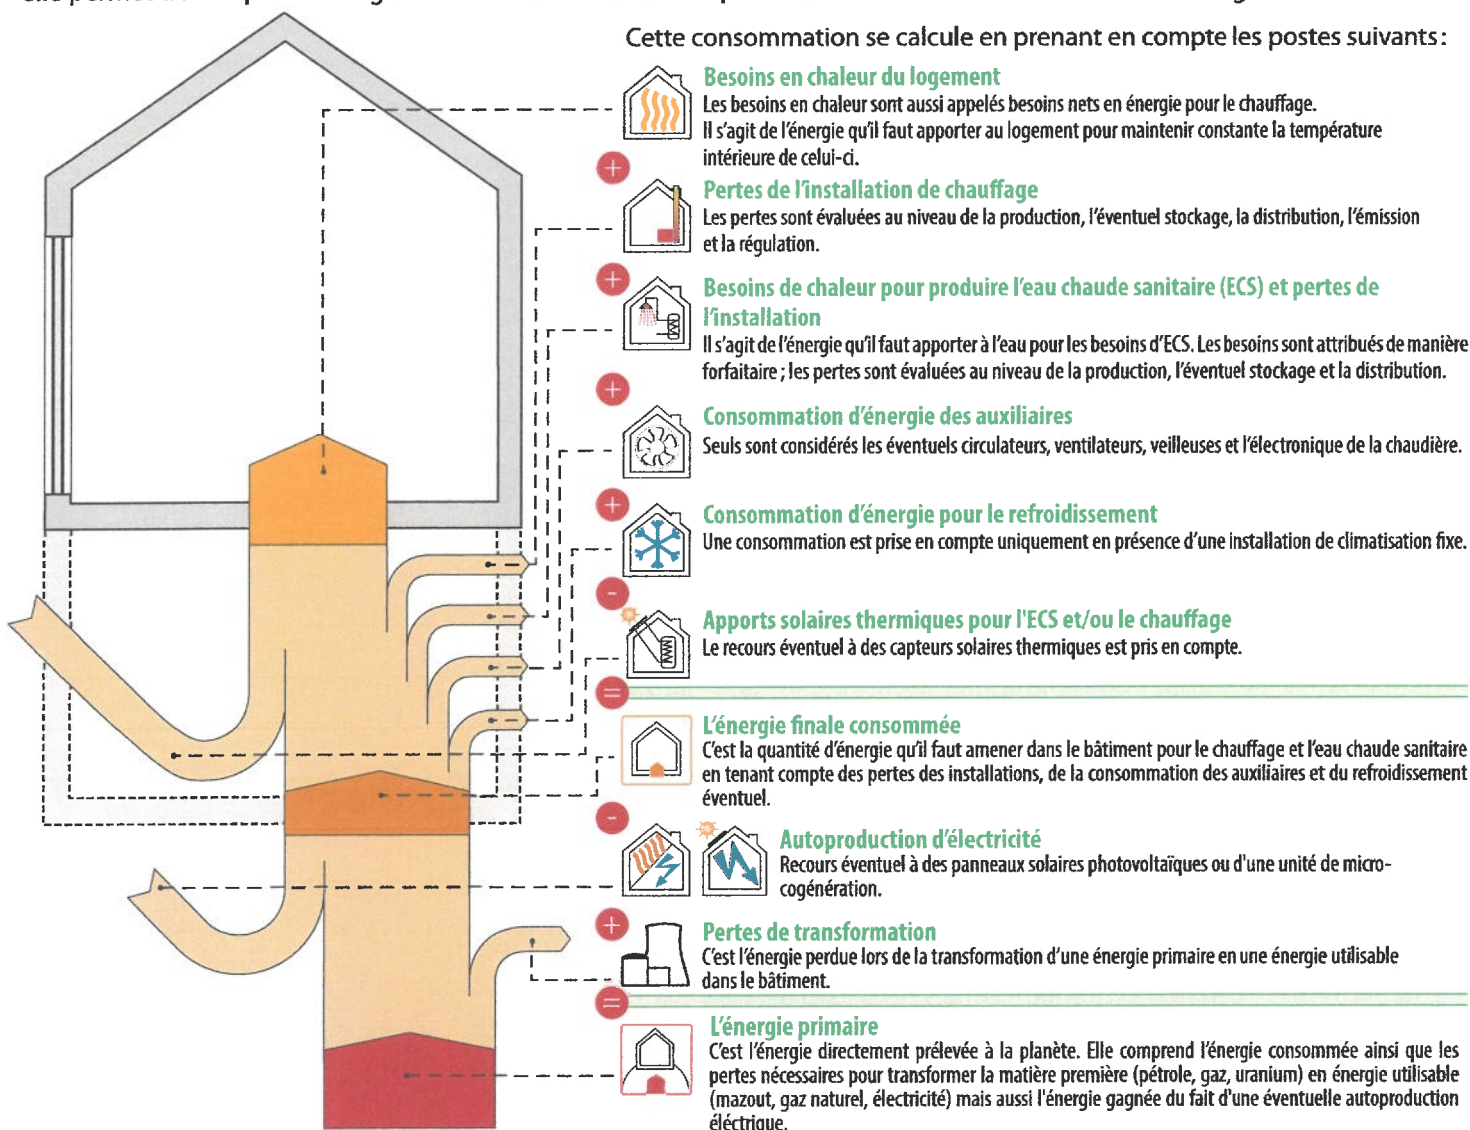 Cette consommation se calcule en prenant en compte les postes suivants :
Besoins en chaleur du logement
Les besoins en chaleur sont aussi appelés besoins nets en énergie pour le chauffage.
Il s'agit de l'énergie qu'il faut apporter au logement pour maintenir constante la température
intérieure de celui-ci.
+
Pertes de l'installation de chauffage
Les pertes sont évaluées au niveau de la production, l'éventuel stockage, la distribution, l'émission
et la régulation.
+
Besoins de chaleur pour produire l'eau chaude sanitaire (ECS) et pertes de
l'installation
Il s'agit de l'énergie qu'il faut apporter à l'eau pour les besoins d'ECS. Les besoins sont attribués de manière
forfaitaire ; les pertes sont évaluées au niveau de la production, l'éventuel stockage et la distribution.
+
Consommation d'énergie des auxiliaires
Seuls sont considérés les éventuels circulateurs, ventilateurs, veilleuses et l'électronique de la chaudière.
+
Consommation d'énergie pour le refroidissement
Une consommation est prise en compte uniquement en présence d'une installation de climatisation fixe.
-
Apports solaires thermiques pour l'ECS et/ou le chauffage
Le recours éventuel à des capteurs solaires thermiques est pris en compte.
=
L'énergie finale consommée
C'est la quantité d'énergie qu'il faut amener dans le bâtiment pour le chauffage et l'eau chaude sanitaire
en tenant compte des pertes des installations, de la consommation des auxiliaires et du refroidissement
éventuel.
-
Autoproduction d'électricité
Recours éventuel à des panneaux solaires photovoltaïques ou d'une unité de micro-
cogénération.
+
Pertes de transformation
C'est l'énergie perdue lors de la transformation d'une énergie primaire en une énergie utilisable
dans le bâtiment.
=
L'énergie primaire
C'est l'énergie directement prélevée à la planète. Elle comprend l'énergie consommée ainsi que les
pertes nécessaires pour transformer la matière première (pétrole, gaz, uranium) en énergie utilisable
(mazout, gaz naturel, électricité) mais aussi l'énergie gagnée du fait d'une éventuelle autoproduction
éléctrique.